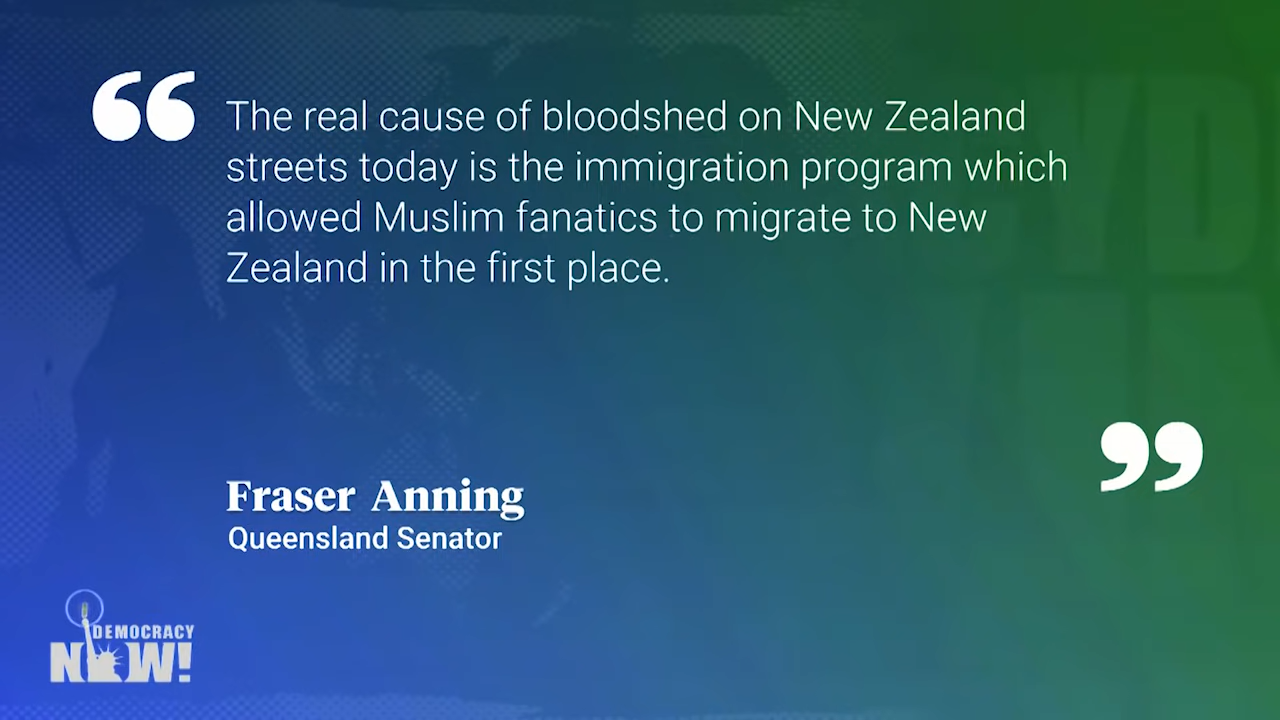 “ The real cause of bloodshed on New Zealand
streets today is the immigration program which
allowed Muslim fanatics to migrate to New
Zealand in the first place.
”
Fraser Anning
Queensland Senator
DEMOCRACY
NOW!